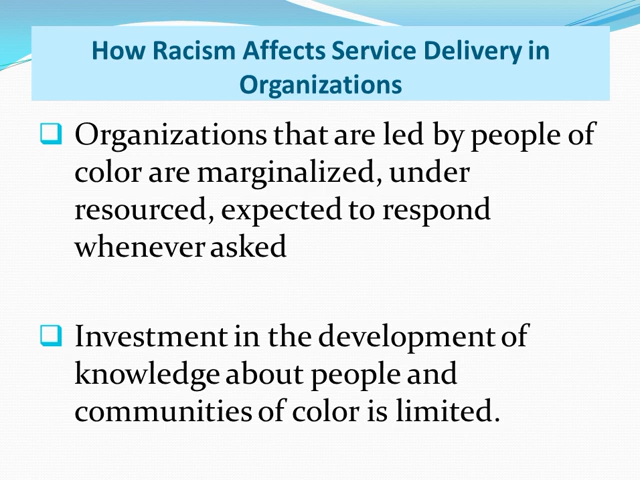 How Racism Affects Service Delivery in
Organizations
Organizations that are led by people of
color are marginalized, under
resourced, expected to respond
whenever asked
Investment in the development of
knowledge about people and
communities of color is limited.